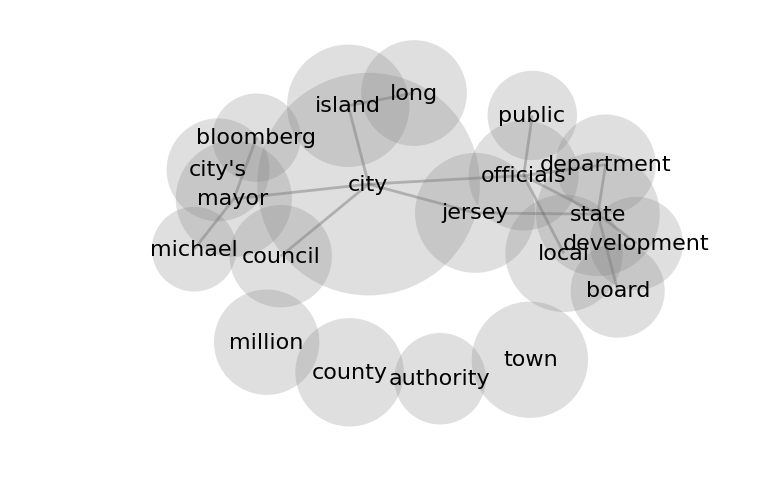 long
island
public
bloomberg
department
city's
officials
city
mayor
jersey
state
development
michael
local
council
board
million
town
county
authority